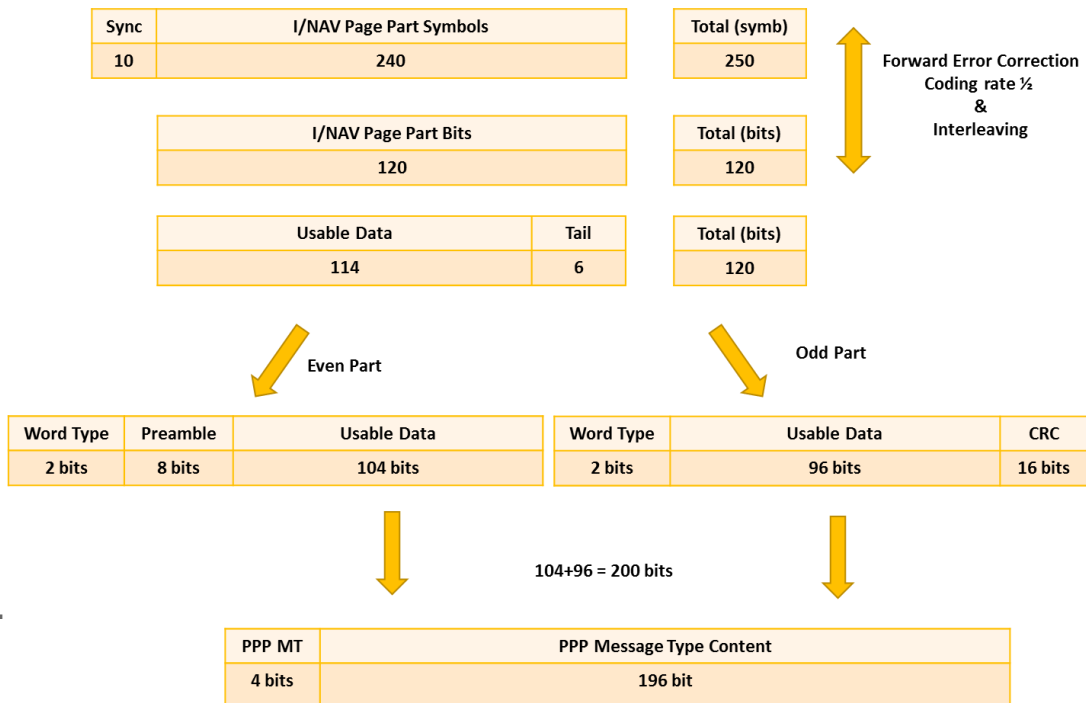 Sync I/NAV Page Part Symbols Total (symb)
10 240 250
Forward Error Correction
Coding rate ½
&
Interleaving
I/NAV Page Part Bits Total (bits)
120 120
Usable Data Tail Total (bits)
114 6 120
Even Part
Odd Part
Word Type Preamble Usable Data
2 bits 8 bits 104 bits
Word Type Usable Data CRC
2 bits 96 bits 16 bits
104+96 = 200 bits
PPP MT PPP Message Type Content
4 bits 196 bit